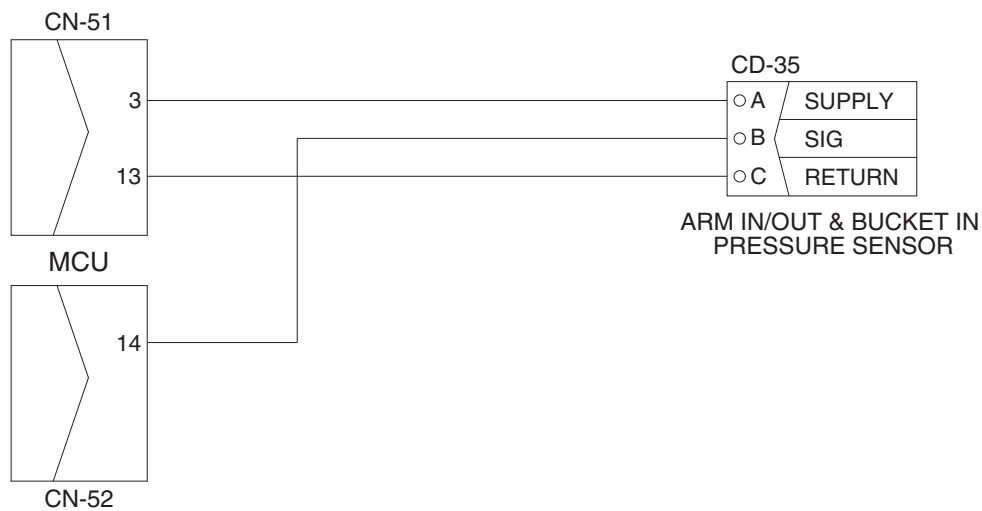 CN-51
3
13
MCU
14
CN-52
CD-35
A SUPPLY
B SIG
C RETURN
ARM IN/OUT & BUCKET IN
PRESSURE SENSOR